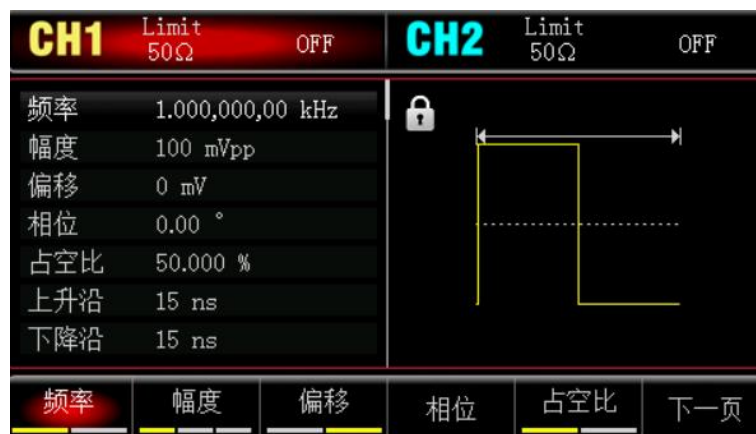 CH1 Limit 50Ω OFF CH2 Limit 50Ω OFF
频率 1.000,000,00 kHz
幅度 100 mVpp
偏移 0 mV
相位 0.00 °
占空比 50.000 %
上升沿 15 ns
下降沿 15 ns
频率 幅度 偏移 相位 占空比 下一页